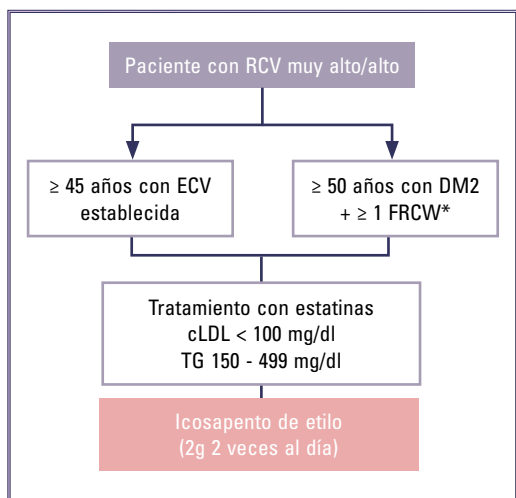 Paciente con RCV muy alto/alto
≥ 45 años con ECV
establecida
≥ 50 años con DM2
+ ≥ 1 FRCW*
Tratamiento con estatinas
cLDL < 100 mg/dl
TG 150 - 499 mg/dl
Icosapento de etilo
(2g 2 veces al día)